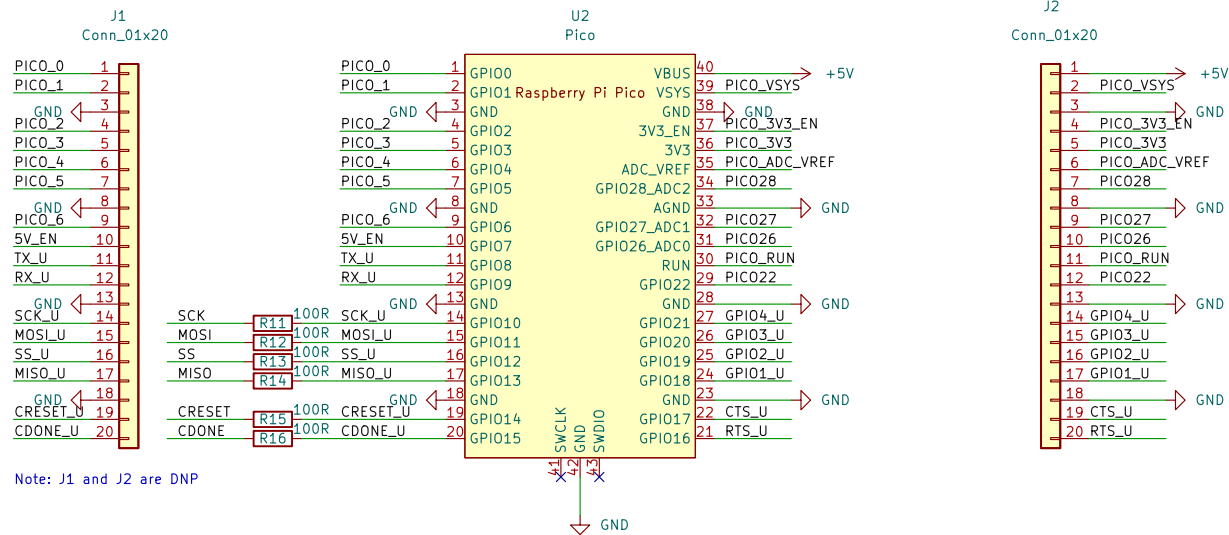 J1
Conn_01x20
PICO_0 1
PICO_1 2
GND 3
PICO_2 4
PICO_3 5
PICO_4 6
PICO_5 7
GND 8
PICO_6 9
5V_EN 10
TX_U 11
RX_U 12
GND 13
SCK_U 14
MOSI_U 15
SS_U 16
MISO_U 17
GND 18
CRESET_U 19
CDONE_U 20
Note: J1 and J2 are DNP
SCK R11 100R
MOSI R12 100R
SS R13 100R
MISO R14 100R
CRESET R15 100R
CDONE R16 100R
U2
Pico
Raspberry Pi Pico
PICO_0 1 GPIO0
PICO_1 2 GPIO1
GND 3 GND
PICO_2 4 GPIO2
PICO_3 5 GPIO3
PICO_4 6 GPIO4
PICO_5 7 GPIO5
GND 8 GND
PICO_6 9 GPIO6
5V_EN 10 GPIO7
TX_U 11 GPIO8
RX_U 12 GPIO9
GND 13 GND
SCK_U 14 GPIO10
MOSI_U 15 GPIO11
SS_U 16 GPIO12
MISO_U 17 GPIO13
GND 18 GND
CRESET_U 19 GPIO14
CDONE_U 20 GPIO15
VBUS 40 +5V
VSYS 39 PICO_VSYS
GND 38 GND
3V3_EN 37 PICO_3V3_EN
3V3 36 PICO_3V3
ADC_VREF 35 PICO_ADC_VREF
GPIO28_ADC2 34 PICO28
AGND 33 GND
GPIO27_ADC1 32 PICO27
GPIO26_ADC0 31 PICO26
RUN 30 PICO_RUN
GPIO22 29 PICO22
GND 28 GND
GPIO21 27 GPIO4_U
GPIO20 26 GPIO3_U
GPIO19 25 GPIO2_U
GPIO18 24 GPIO1_U
GND 23 GND
GPIO17 22 CTS_U
GPIO16 21 RTS_U
SWCLK 41
GND 42
SWDIO 43
GND
J2
Conn_01x20
1 +5V
2 PICO_VSYS
3 GND
4 PICO_3V3_EN
5 PICO_3V3
6 PICO_ADC_VREF
7 PICO28
8 GND
9 PICO27
10 PICO26
11 PICO_RUN
12 PICO22
13 GND
14 GPIO4_U
15 GPIO3_U
16 GPIO2_U
17 GPIO1_U
18 GND
19 CTS_U
20 RTS_U